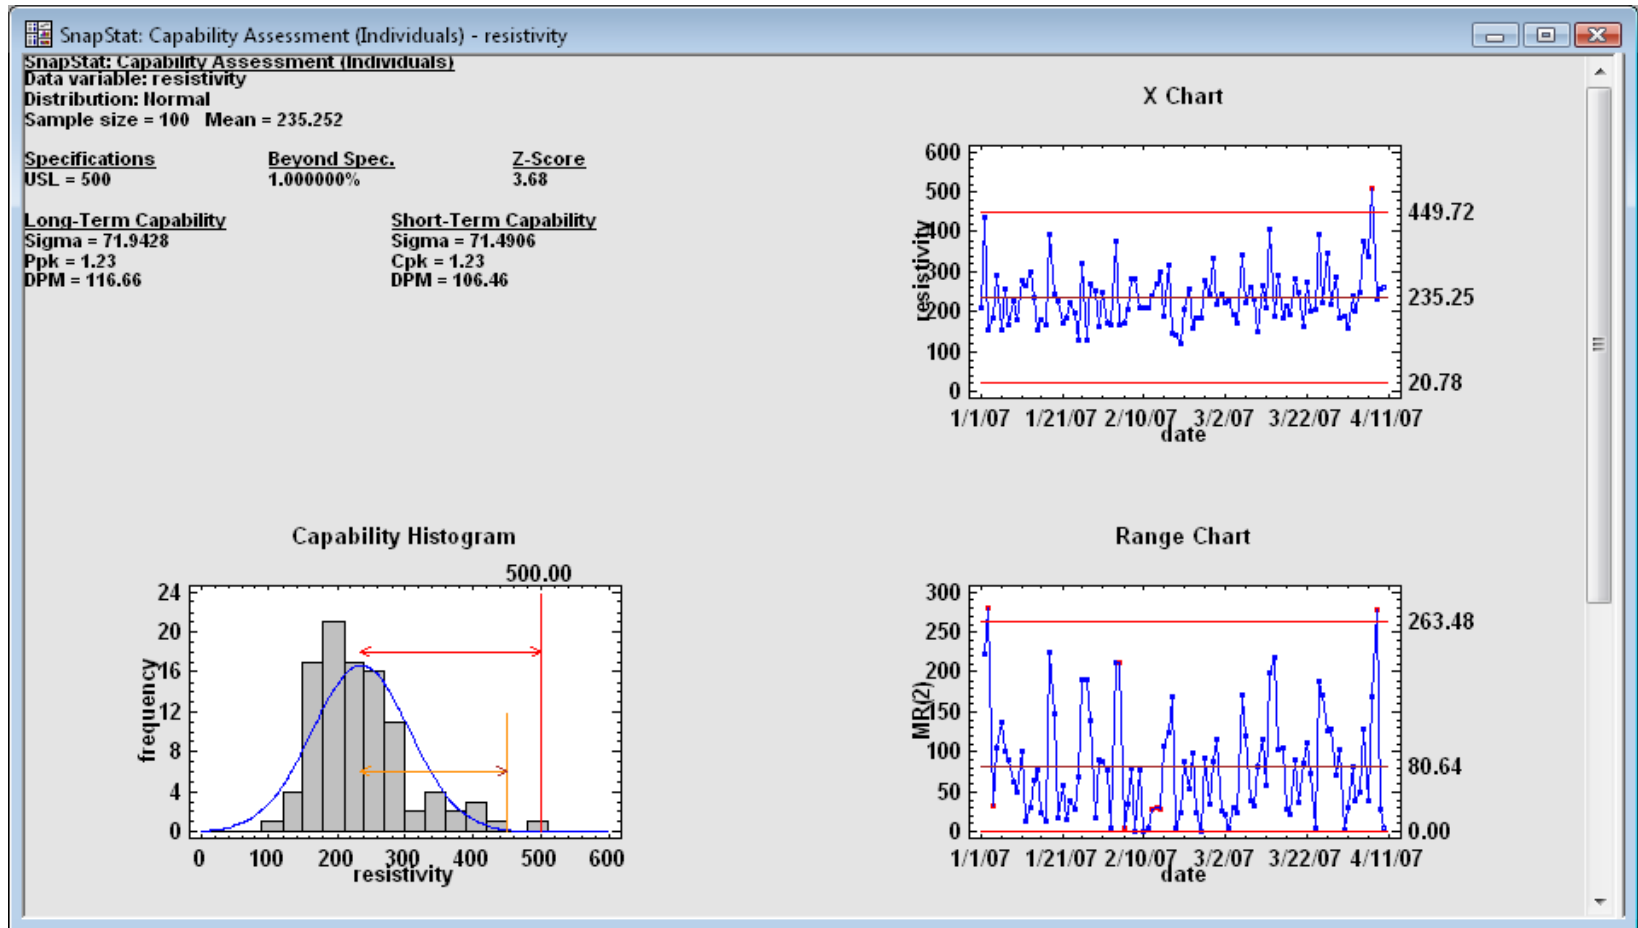 SnapStat: Capability Assessment (Individuals) - resistivity
SnapStat: Capability Assessment (Individuals)
Data variable: resistivity
Distribution: Normal
Sample size = 100 Mean = 235.252
Specifications Beyond Spec. Z-Score
USL = 500 1.000000% 3.68
Long-Term Capability Short-Term Capability
Sigma = 71.9428 Sigma = 71.4906
Ppk = 1.23 Cpk = 1.23
DPM = 116.66 DPM = 106.46
X Chart
600
500
400
300
200
100
0
resistivity
449.72
235.25
20.78
1/1/07 1/21/07 2/10/07 3/2/07 3/22/07 4/11/07
date
Capability Histogram
500.00
24
20
16
12
8
4
0
frequency
0 100 200 300 400 500 600
resistivity
Range Chart
300
250
200
150
100
50
0
MR(2)
263.48
80.64
0.00
1/1/07 1/21/07 2/10/07 3/2/07 3/22/07 4/11/07
date